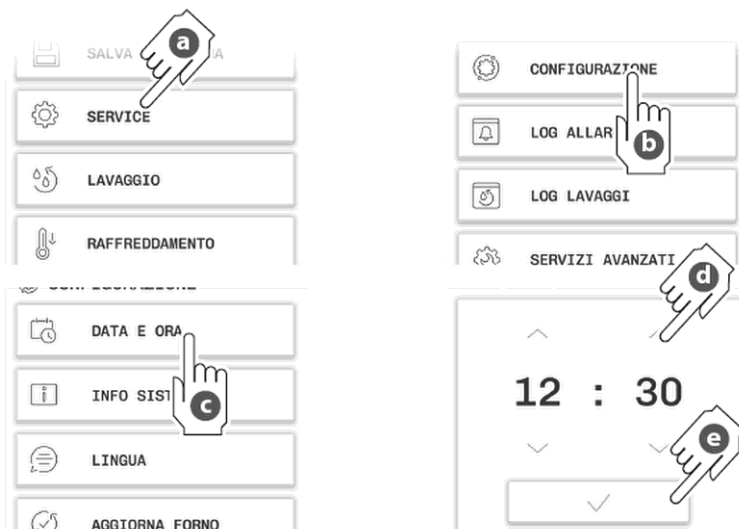 a
SALVA
SERVICE
LAVAGGIO
RAFFREDDAMENTO
CONFIGURAZIONE
b
LOG ALLAR
LOG LAVAGGI
SERVIZI AVANZATI
d
DATA E ORA
c
INFO SIST
LINGUA
AGGIORNA FORNO
12 : 30
e